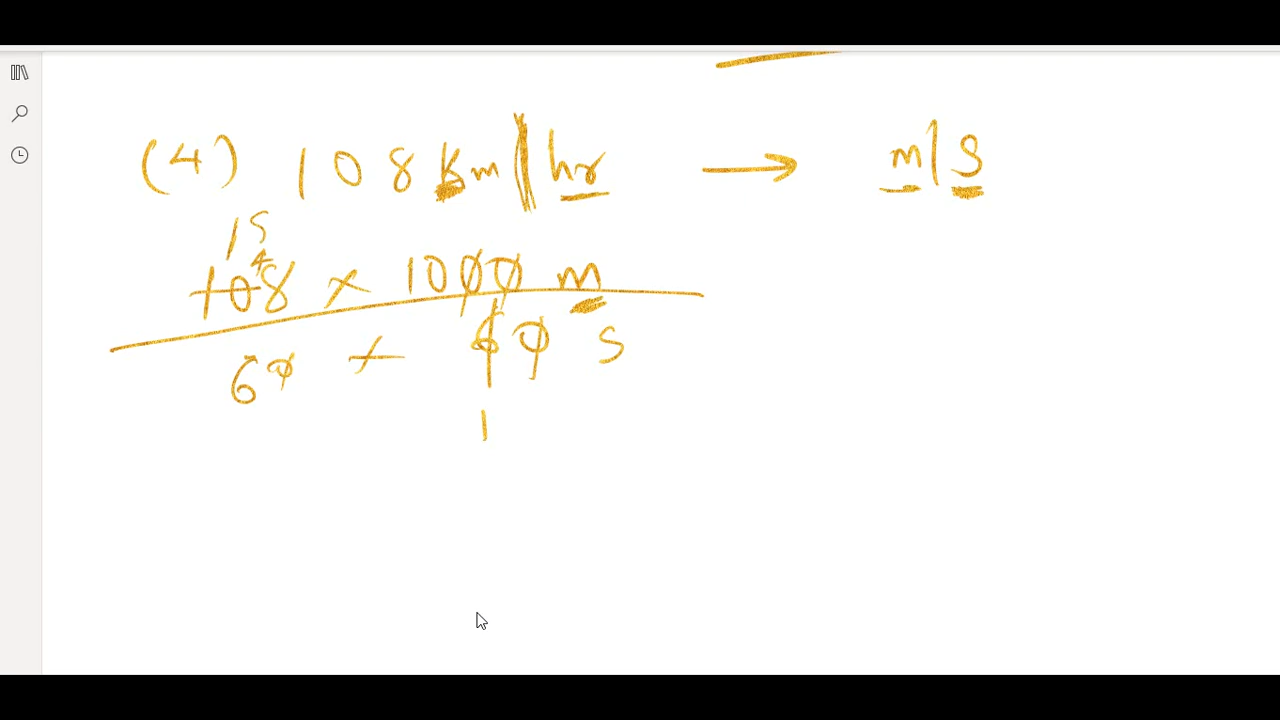 (4) 108 km/hr → m/s
15
4
108 × 1000 m
60 × 60 s
1